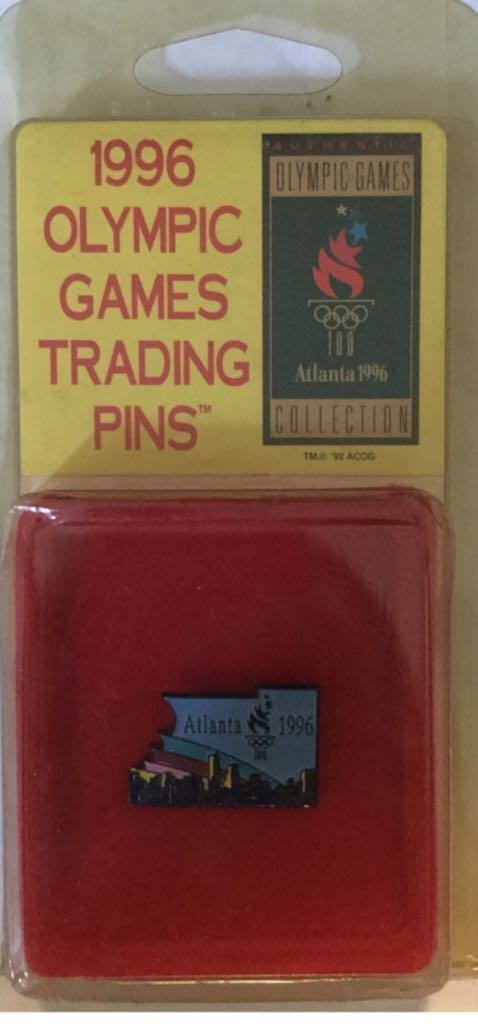 1996
OLYMPIC
GAMES
TRADING
PINS™
AUTHENTIC
OLYMPIC GAMES
100
Atlanta 1996
COLLECTION
TM,© '92 ACOG
Atlanta 1996
100